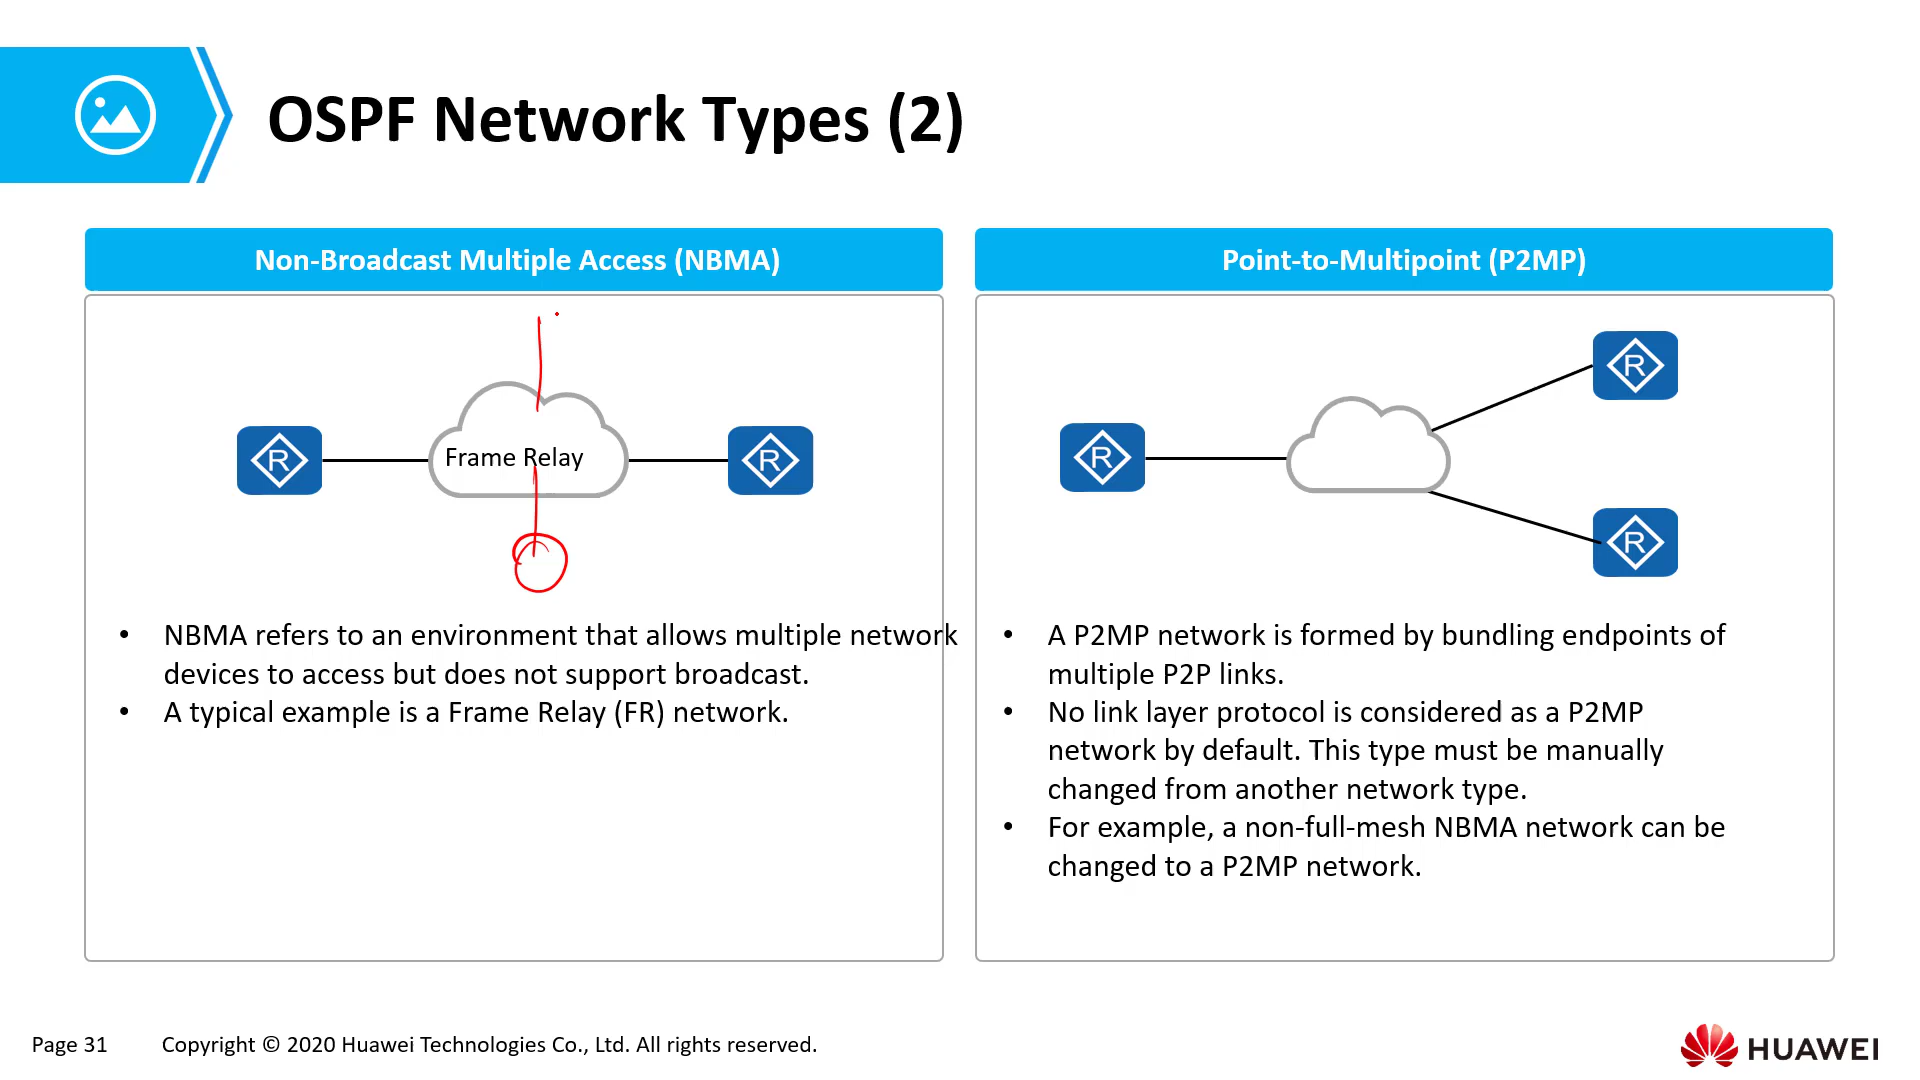 OSPF Network Types (2)
Non-Broadcast Multiple Access (NBMA)
R
Frame Relay
R
• NBMA refers to an environment that allows multiple network
devices to access but does not support broadcast.
• A typical example is a Frame Relay (FR) network.
Point-to-Multipoint (P2MP)
R
R
R
• A P2MP network is formed by bundling endpoints of
multiple P2P links.
• No link layer protocol is considered as a P2MP
network by default. This type must be manually
changed from another network type.
• For example, a non-full-mesh NBMA network can be
changed to a P2MP network.
Page 31
Copyright © 2020 Huawei Technologies Co., Ltd. All rights reserved.
HUAWEI